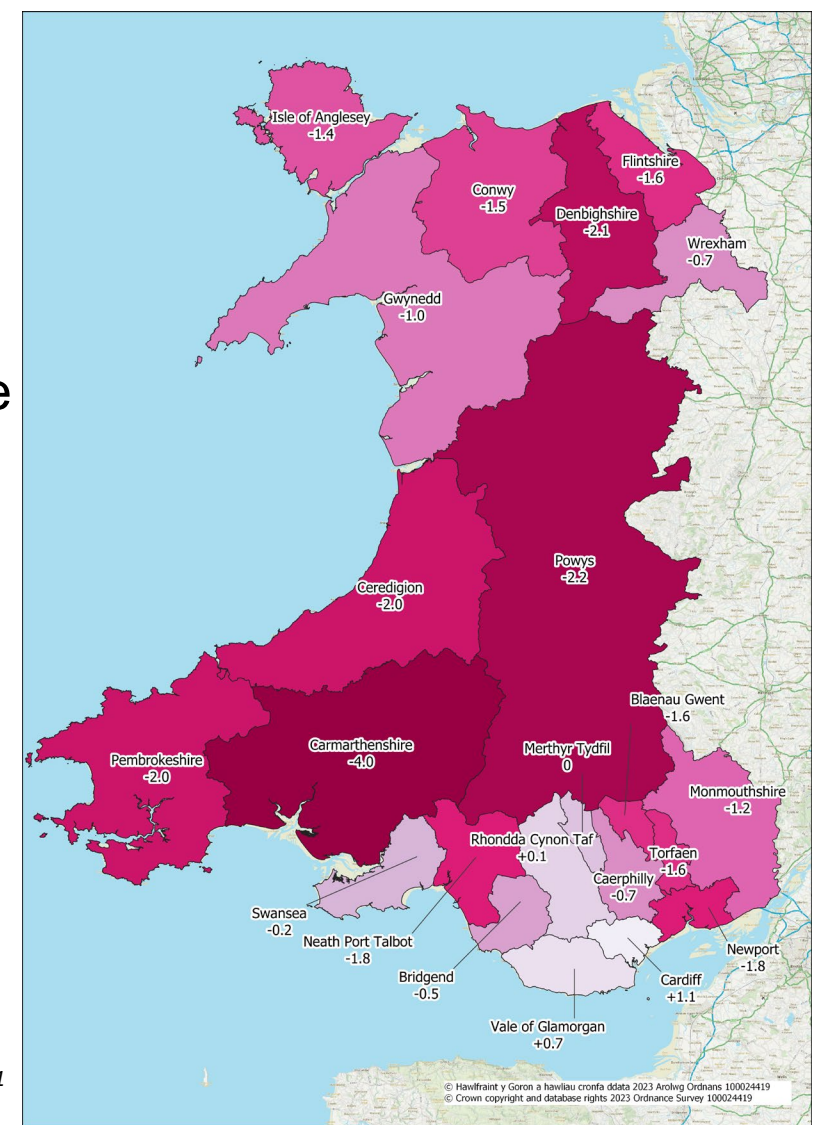 Isle of Anglesey
-1.4
Flintshire
-1.6
Conwy
-1.5
Denbighshire
-2.1
Wrexham
-0.7
Gwynedd
-1.0
e
Powys
-2.2
Ceredigion
-2.0
Blaenau Gwent
-1.6
Carmarthenshire
-4.0
Merthyr Tydfil
0
Pembrokeshire
-2.0
Monmouthshire
-1.2
Rhondda Cynon Taf
+0.1
Torfaen
-1.6
Caerphilly
-0.7
Swansea
-0.2
Neath Port Talbot
-1.8
Newport
-1.8
Bridgend
-0.5
Cardiff
+1.1
Vale of Glamorgan
+0.7
© Hawlfraint y Goron a hawliau cronfa ddata 2023 Arolwg Ordnans 100024419
© Crown copyright and database rights 2023 Ordnance Survey 100024419